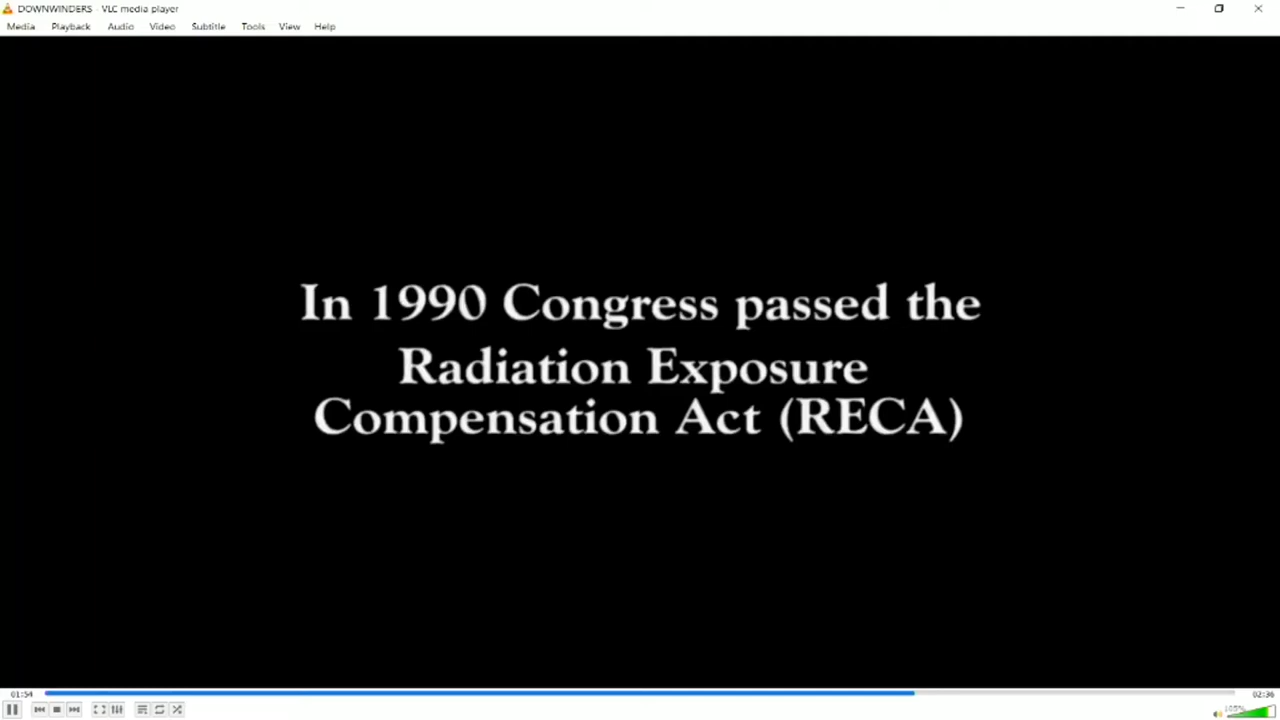 DOWNWINDERS - VLC media player
Media Playback Audio Video Subtitle Tools View Help
In 1990 Congress passed the
Radiation Exposure
Compensation Act (RECA)
01:54 02:36